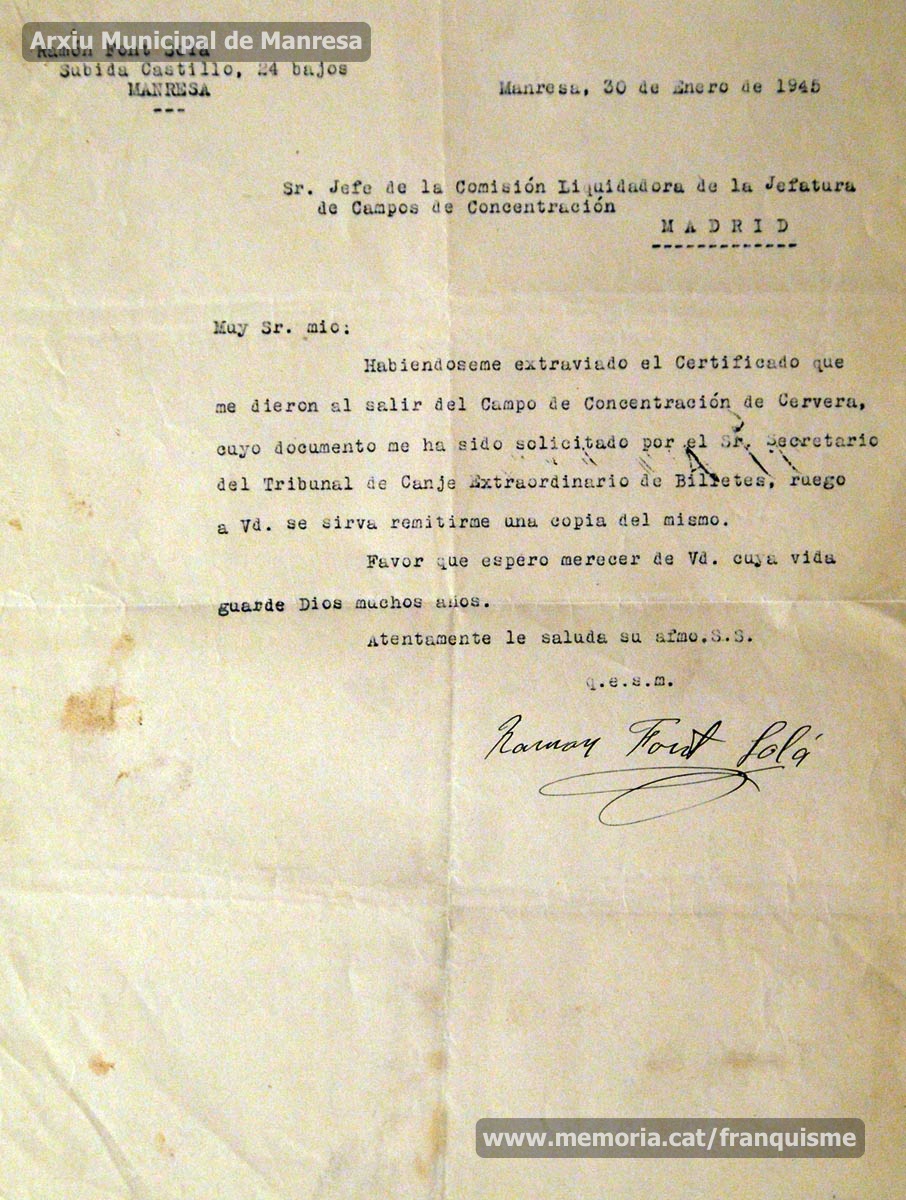 Arxiu Municipal de Manresa
Ramón Font Solá
Subida Castillo, 24 bajos
MANRESA
---
Manresa, 30 de Enero de 1945
Sr. Jefe de la Comisión Liquidadora de la Jefatura
de Campos de Concentración
M A D R I D
-------------
Muy Sr. mio:
Habiendoseme extraviado el Certificado que
me dieron al salir del Campo de Concentración de Cervera,
cuyo documento me ha sido solicitado por el Sr. Secretario
del Tribunal de Canje Extraordinario de Billetes, ruego
a Vd. se sirva remitirme una copia del mismo.
Favor que espero merecer de Vd. cuya vida
guarde Dios muchos años.
Atentamente le saluda su afmo.S.S.
q.e.s.m.
Ramon Font Solá
www.memoria.cat/franquisme